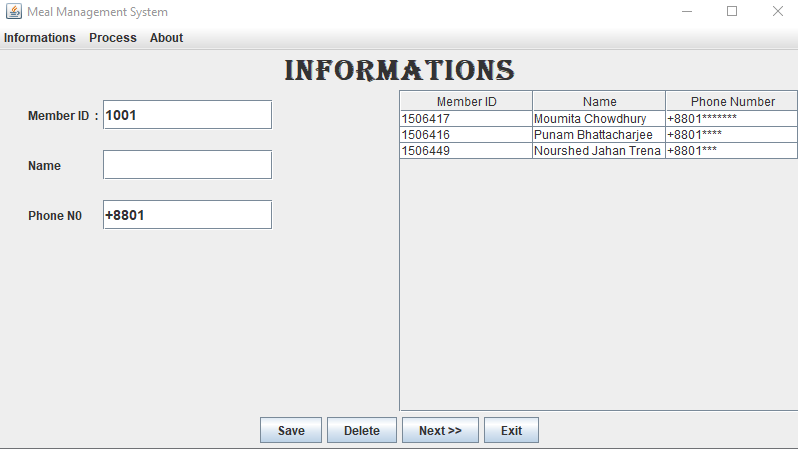 Meal Management System
Informations Process About
INFORMATIONS
Member ID : 1001
Name
Phone N0 +8801
Member ID Name Phone Number
1506417 Moumita Chowdhury +8801*******
1506416 Punam Bhattacharjee +8801****
1506449 Nourshed Jahan Trena +8801***
Save Delete Next >> Exit